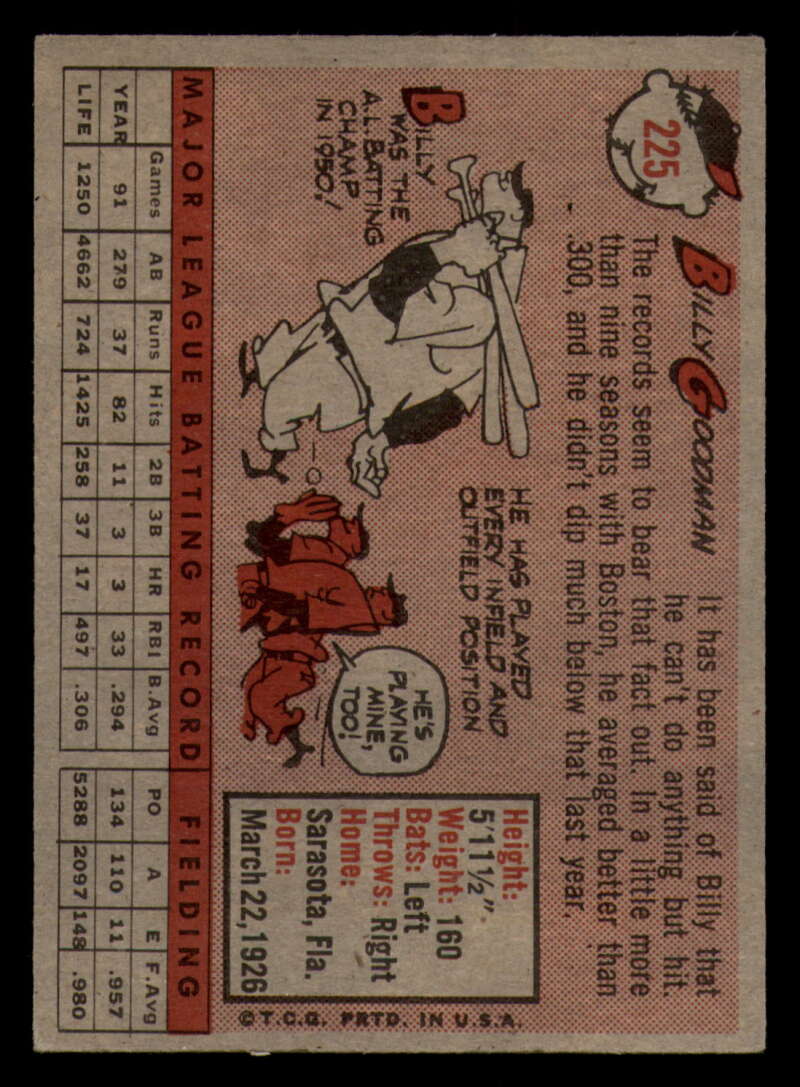 225
BILLY GOODMAN
It has been said of Billy that
he can't do anything but hit.
The records seem to bear that fact out. In a little more
than nine seasons with Boston, he averaged better than
.300, and he didn't dip much below that last year.
BILLY
WAS THE
A.L. BATTING
CHAMP
IN 1950!
HE HAS PLAYED
EVERY INFIELD AND
OUTFIELD POSITION
HE'S
PLAYING
MINE,
TOO!
Height:
5'11½"
Weight: 160
Bats: Left
Throws: Right
Home:
Sarasota, Fla.
Born:
March 22, 1926
© T.C.G. PRTD. IN U.S.A.
MAJOR LEAGUE BATTING RECORD FIELDING
Games AB Runs Hits 2B 3B HR RBI B.Avg PO A E F.Avg
YEAR 91 279 37 82 11 3 3 33 .294 134 110 11 .957
LIFE 1250 4662 724 1425 258 37 17 497 .306 5288 2097 148 .980